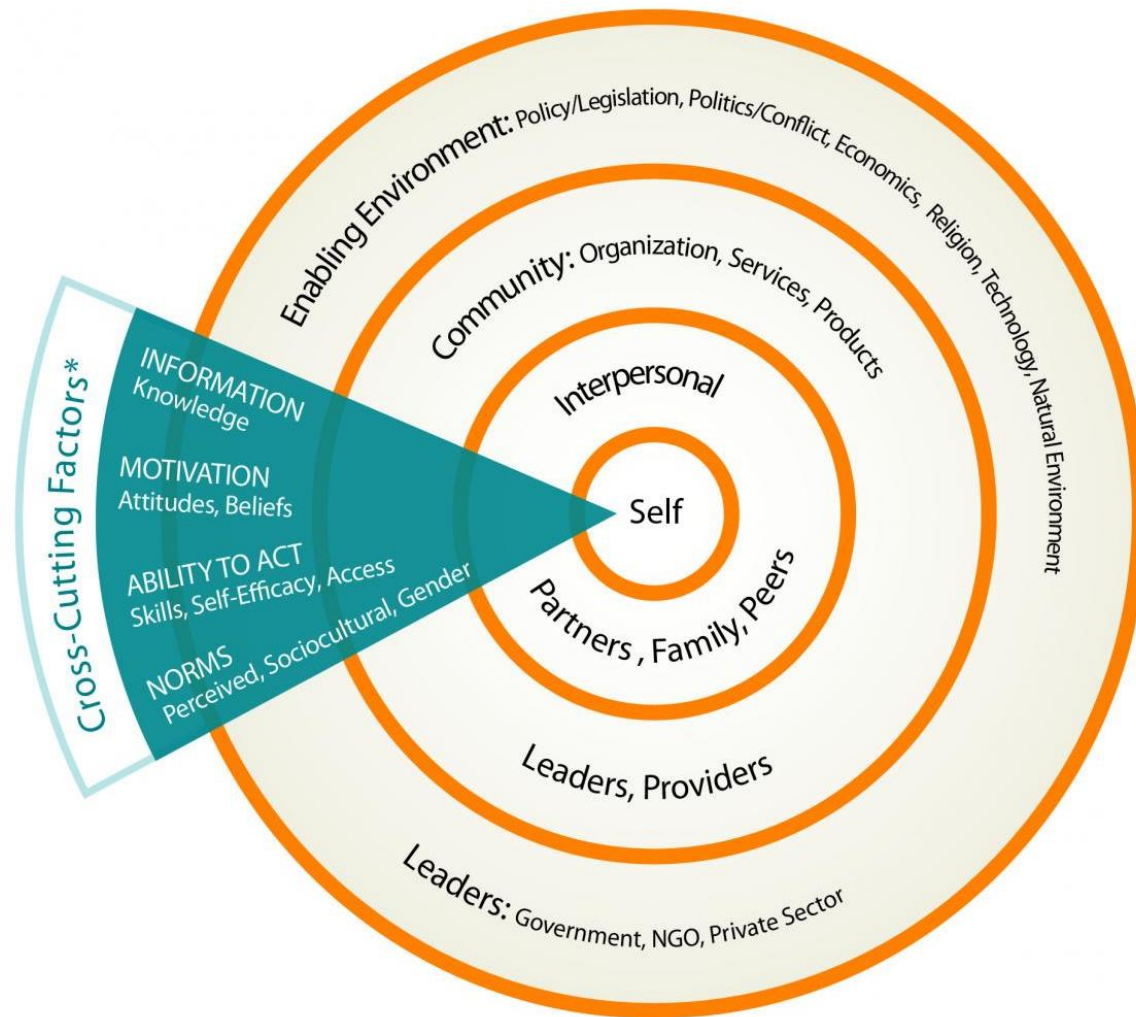 Enabling Environment: Policy/Legislation, Politics/Conflict, Economics, Religion, Technology, Natural Environment
Community: Organization, Services, Products
Interpersonal
Self
Partners , Family, Peers
Leaders, Providers
Leaders: Government, NGO, Private Sector
Cross-Cutting Factors*
INFORMATION
Knowledge
MOTIVATION
Attitudes, Beliefs
ABILITY TO ACT
Skills, Self-Efficacy, Access
NORMS
Perceived, Sociocultural, Gender